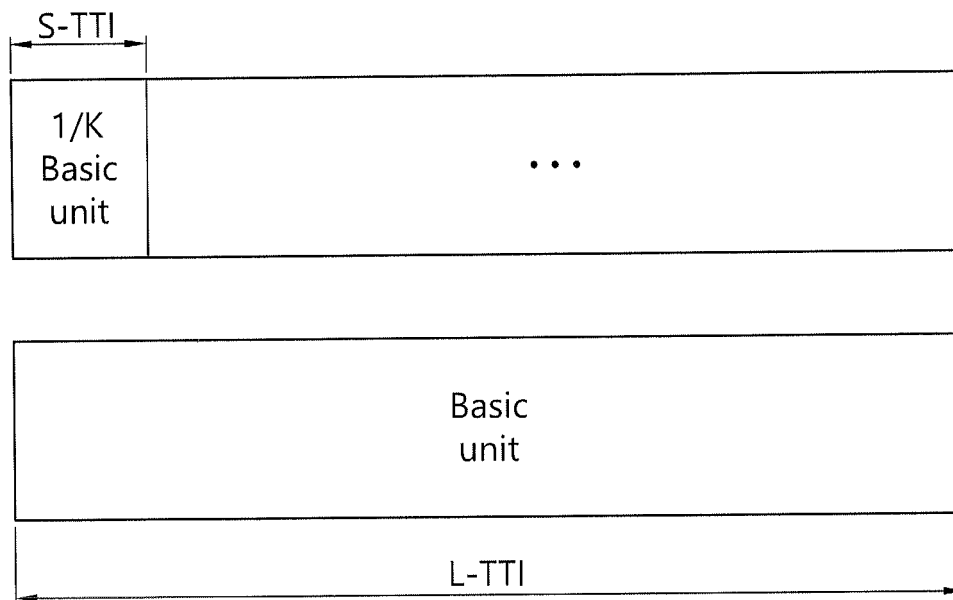 S-TTI
1/K
Basic
unit
...
Basic
unit
L-TTI